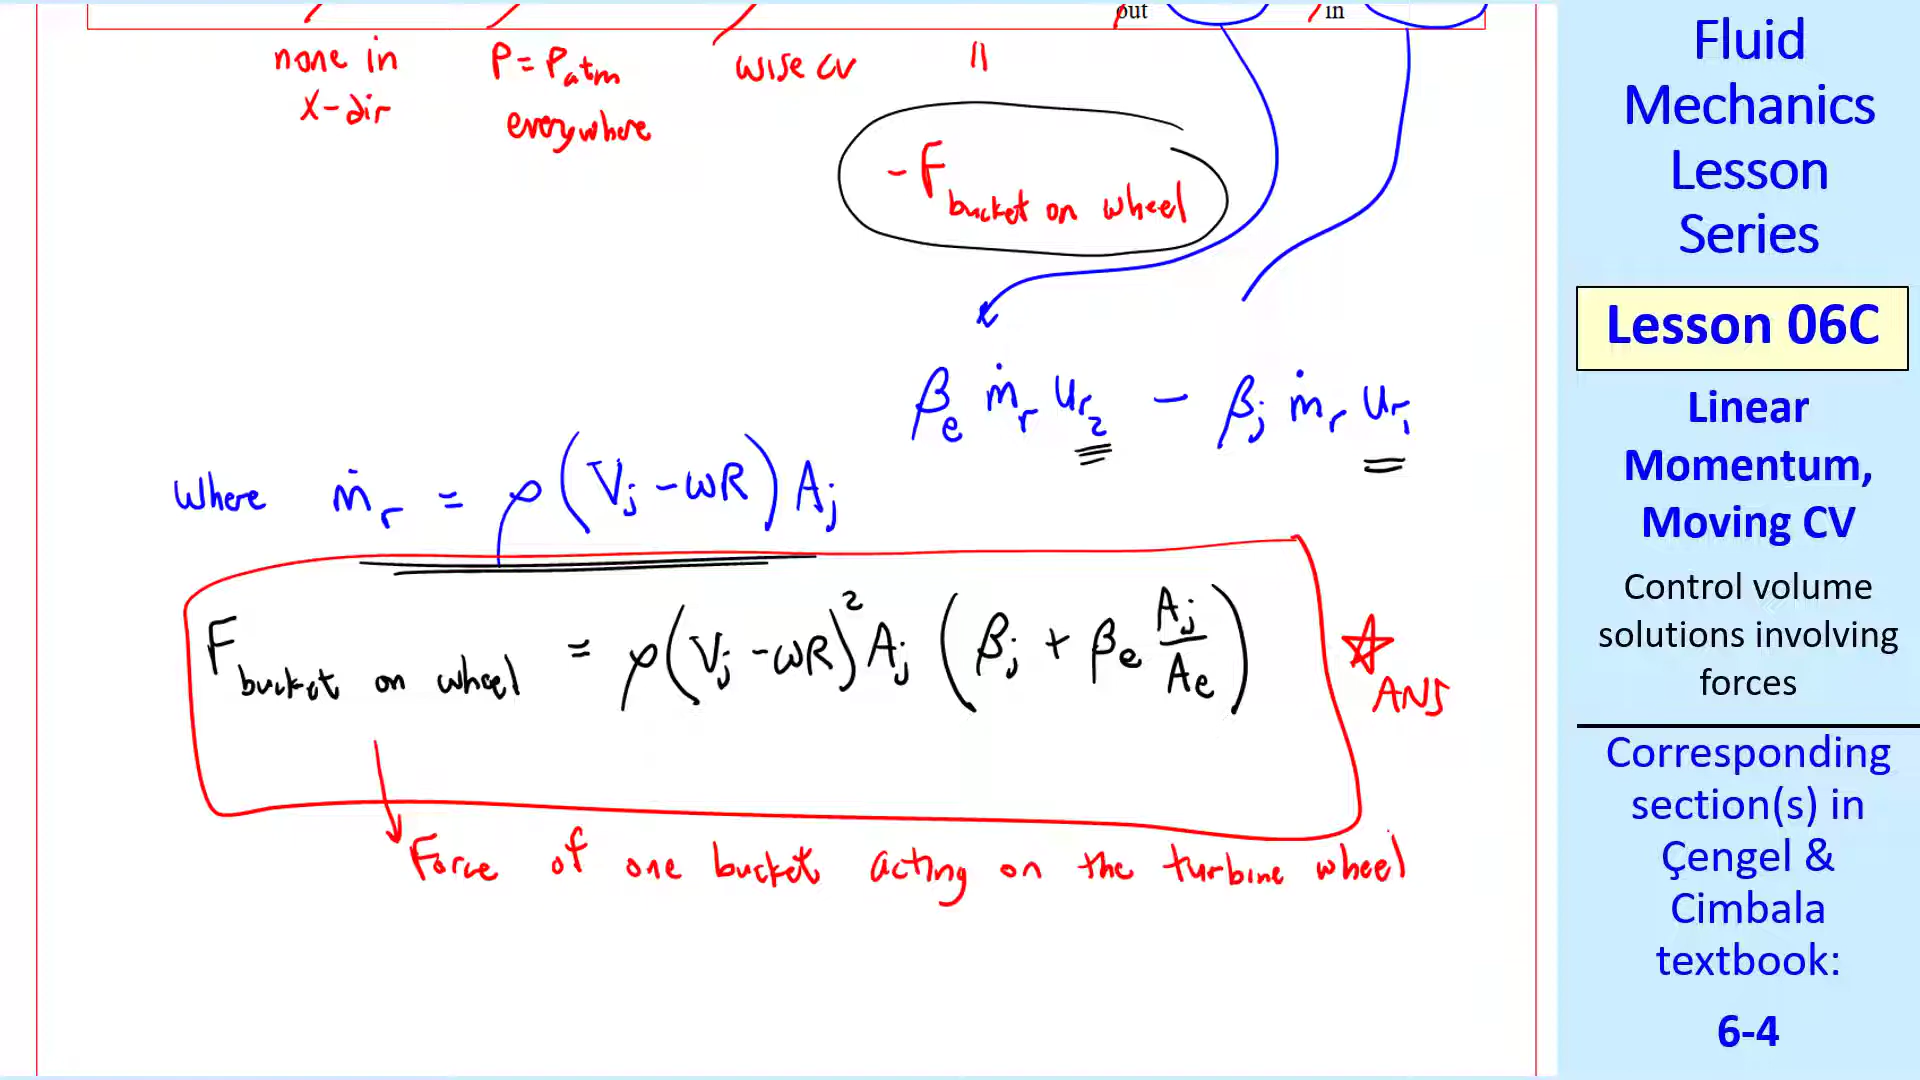 out in
none in
x-dir
P = Patm
everywhere
wise CV
||
- F bucket on wheel
βe ṁr ur2 - βj ṁr ur1
where ṁr = ρ(Vj - ωR) Aj
F bucket on wheel = ρ(Vj - ωR)² Aj (βj + βe Aj/Ae)
☆ ANS
Force of one bucket acting on the turbine wheel
Fluid
Mechanics
Lesson
Series
Lesson 06C
Linear
Momentum,
Moving CV
Control volume
solutions involving
forces
Corresponding
section(s) in
Çengel &
Cimbala
textbook:
6-4